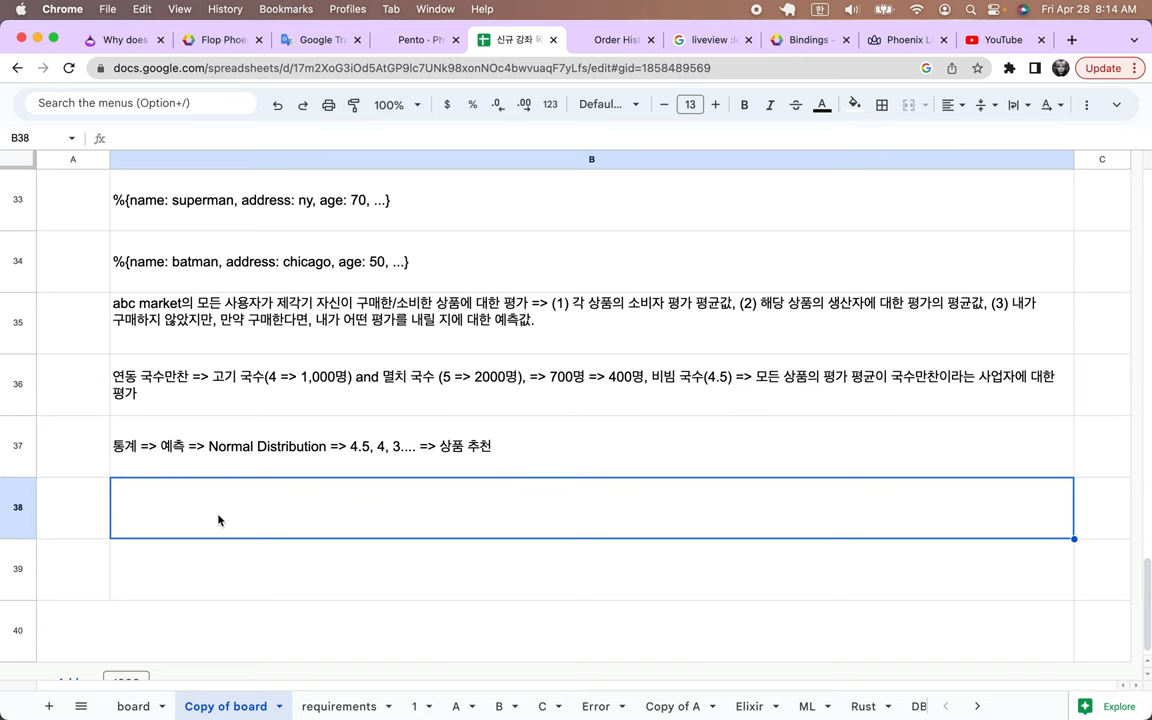 Chrome File Edit View History Bookmarks Profiles Tab Window Help 한 Fri Apr 28 8:14 AM
Why does Flop Phoe Google Tra Pento · Ph 신규 강좌 목 Order Hist liveview : Bindings – Phoenix L YouTube
docs.google.com/spreadsheets/d/17m2XoG3iOd5AtGP9lc7UNk98xonNOc4bwvuaqF7yLfs/edit#gid=1858489569 Update
Search the menus (Option+/) 100% $ % .0 .00 123 Defaul... 13 B I S A
B38 fx
A B C
33 %{name: superman, address: ny, age: 70, ...}
34 %{name: batman, address: chicago, age: 50, ...}
35 abc market의 모든 사용자가 제각기 자신이 구매한/소비한 상품에 대한 평가 => (1) 각 상품의 소비자 평가 평균값, (2) 해당 상품의 생산자에 대한 평가의 평균값, (3) 내가
구매하지 않았지만, 만약 구매한다면, 내가 어떤 평가를 내릴 지에 대한 예측값.
36 연동 국수만찬 => 고기 국수(4 => 1,000명) and 멸치 국수 (5 => 2000명), => 700명 => 400명, 비빔 국수(4.5) => 모든 상품의 평가 평균이 국수만찬이라는 사업자에 대한
평가
37 통계 => 예측 => Normal Distribution => 4.5, 4, 3.... => 상품 추천
38
39
40
board Copy of board requirements 1 A B C Error Copy of A Elixir ML Rust DB Explore